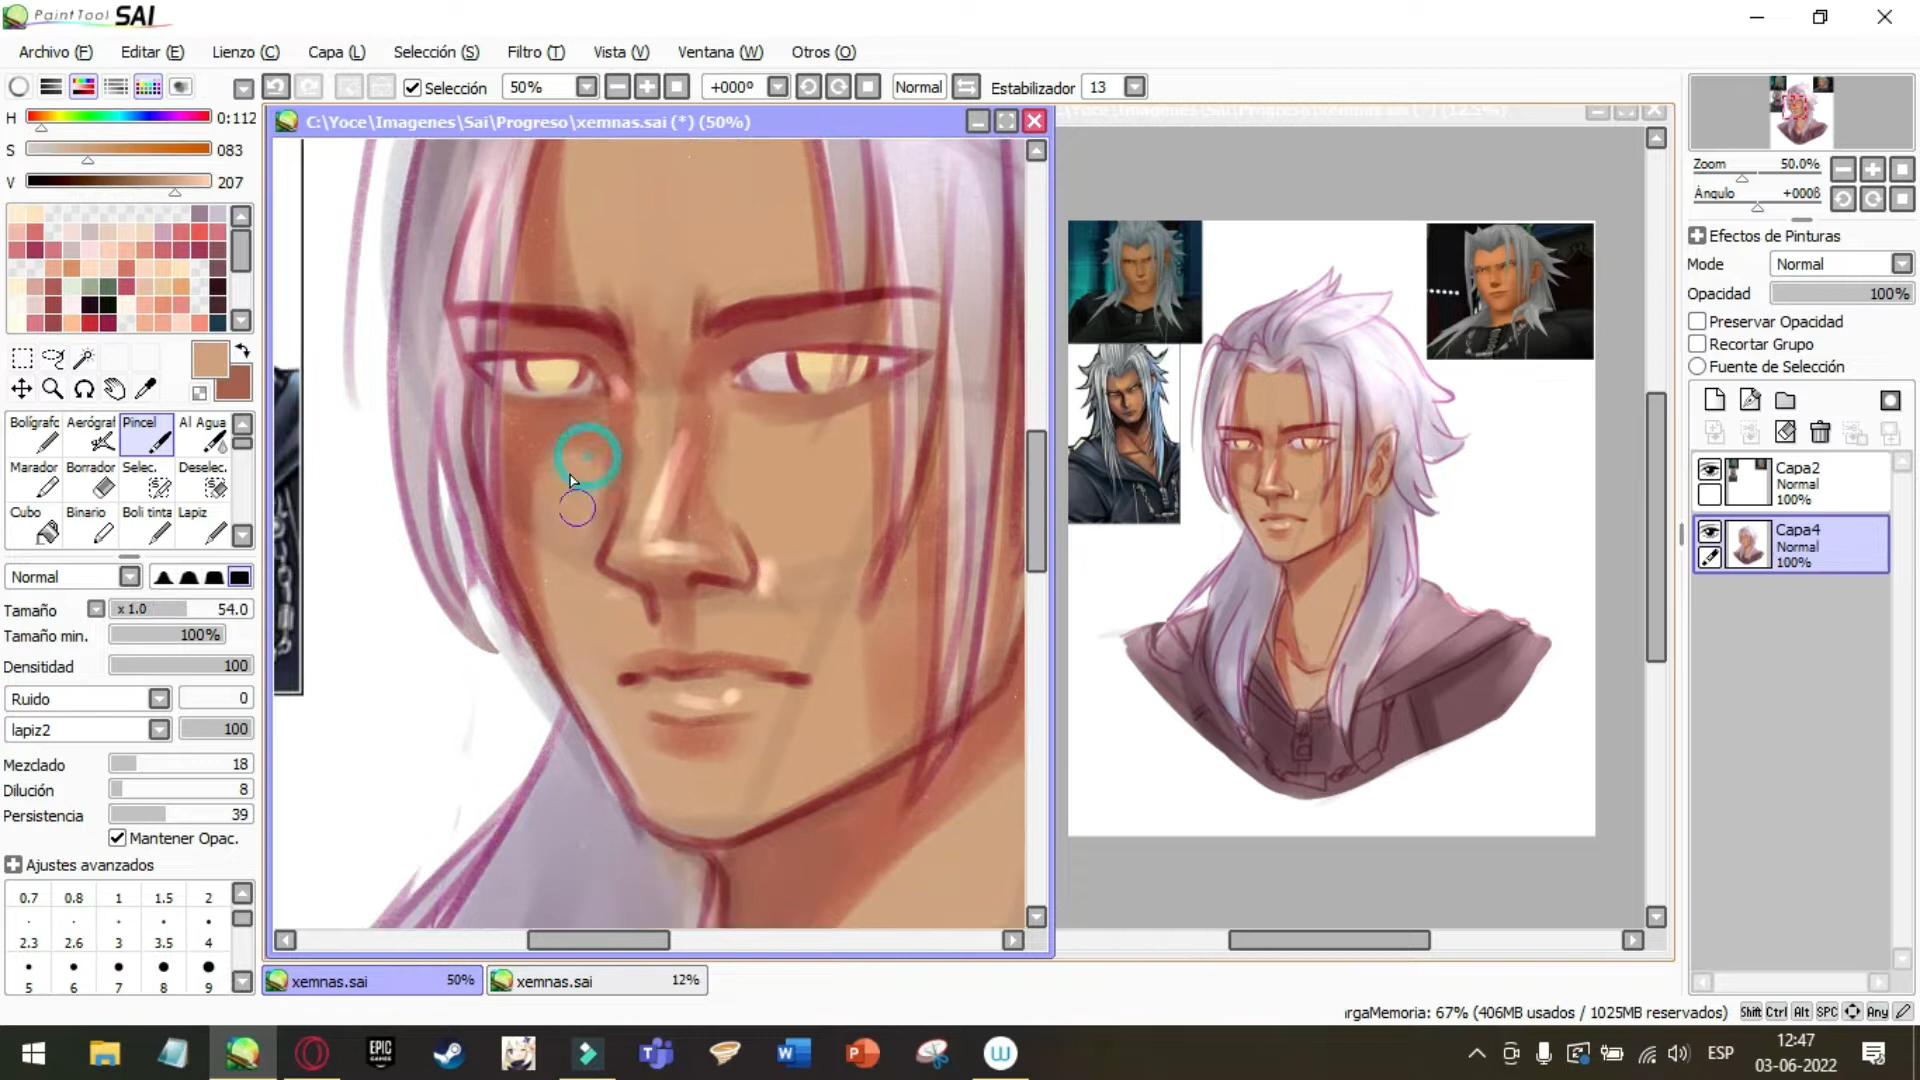 PaintTool SAI
Archivo (F) Editar (E) Lienzo (C) Capa (L) Selección (S) Filtro (T) Vista (V) Ventana (W) Otros (O)
Selección 50% +000º Normal Estabilizador 13
H 0:112
S 083
V 207
C:\Yoce\Imagenes\Sai\Progreso\xemnas.sai (*) (50%)
Zoom 50.0%
Ángulo +000ß
Efectos de Pinturas
Mode Normal
Opacidad 100%
Preservar Opacidad
Recortar Grupo
Fuente de Selección
Capa2
Normal
100%
Capa4
Normal
100%
Bolígrafc Aerógraf Pincel Al Agua
Marador Borrador Selec. Deselec.
Cubo Binario Boli tinta Lapiz
Normal
Tamaño x 1.0 54.0
Tamaño min. 100%
Densitidad 100
Ruido 0
lapiz2 100
Mezclado 18
Dilución 8
Persistencia 39
Mantener Opac.
Ajustes avanzados
0.7 0.8 1 1.5 2
2.3 2.6 3 3.5 4
5 6 7 8 9
xemnas.sai 50% xemnas.sai 12%
rgaMemoria: 67% (406MB usados / 1025MB reservados) Shift Ctrl Alt SPC Any
EPIC
GAMES
ESP
12:47
03-06-2022